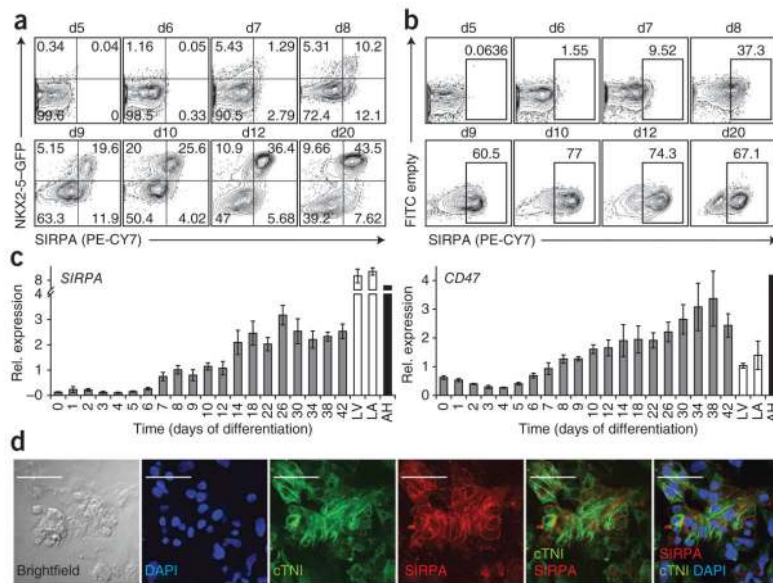 a
d5 d6 d7 d8
0.34 0.04 1.16 0.05 5.43 1.29 5.31 10.2
99.6 0 98.5 0.33 90.5 2.79 72.4 12.1
d9 d10 d12 d20
5.15 19.6 20 25.6 10.9 36.4 9.66 43.5
63.3 11.9 50.4 4.02 47 5.68 39.2 7.62
NKX2-5–GFP
SIRPA (PE-CY7)
b
d5 d6 d7 d8
0.0636 1.55 9.52 37.3
d9 d10 d12 d20
60.5 77 74.3 67.1
FITC empty
SIRPA (PE-CY7)
c
SIRPA
Rel. expression
8
4
3
2
1
0
0 1 2 3 4 5 6 7 8 9 10 12 14 18 22 26 30 34 38 42 LV LA AH
Time (days of differentiation)
CD47
Rel. expression
4
3
2
1
0
0 1 2 3 4 5 6 7 8 9 10 12 14 18 22 26 30 34 38 42 LV LA AH
Time (days of differentiation)
d
Brightfield
DAPI
cTNI
SIRPA
cTNI
SIRPA
SIRPA
cTNI DAPI